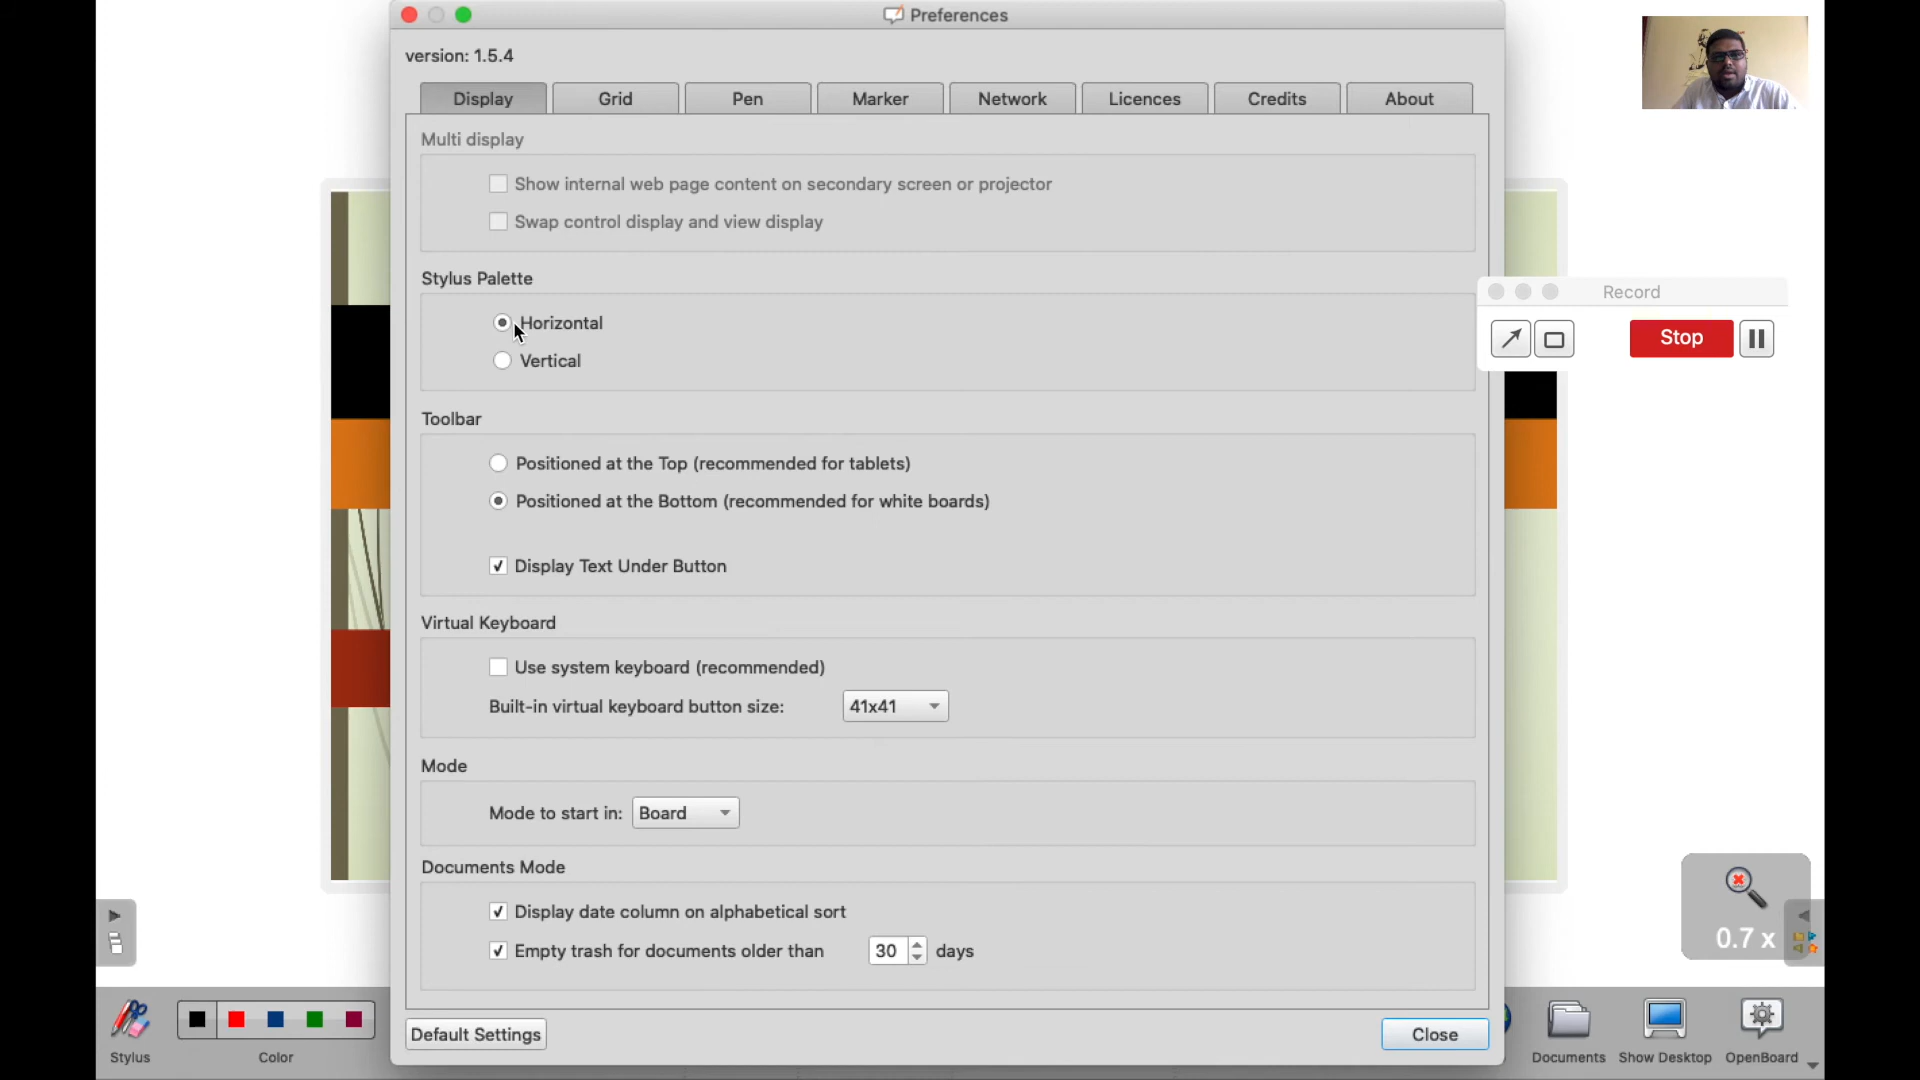 Preferences
version: 1.5.4
Display Grid Pen Marker Network Licences Credits About
Multi display
Show internal web page content on secondary screen or projector
Swap control display and view display
Stylus Palette
Horizontal
Vertical
Record
Stop
Toolbar
Positioned at the Top (recommended for tablets)
Positioned at the Bottom (recommended for white boards)
Display Text Under Button
Virtual Keyboard
Use system keyboard (recommended)
Built-in virtual keyboard button size: 41x41
Mode
Mode to start in: Board
Documents Mode
Display date column on alphabetical sort
Empty trash for documents older than 30 days
0.7 x
Default Settings Close
Stylus Color Documents Show Desktop OpenBoard